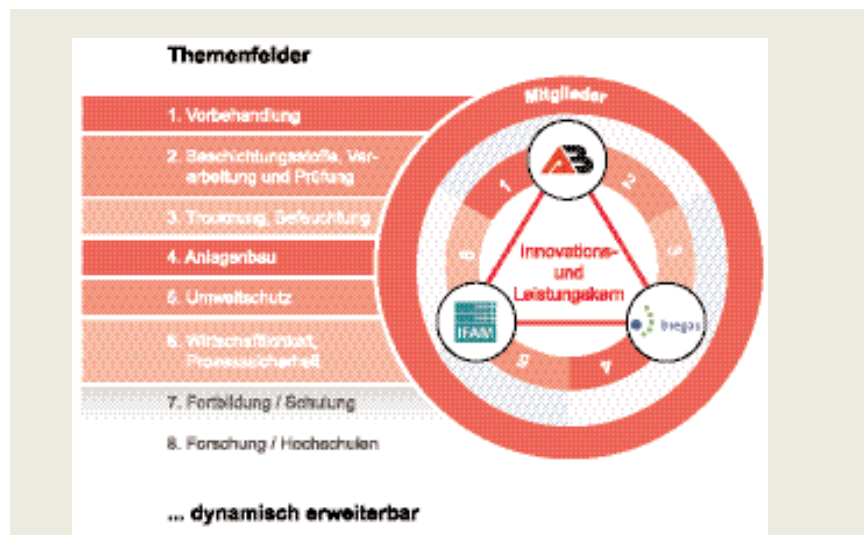 Themenfelder
1. Vorbehandlung
2. Beschichtungsstoffe, Ver-
arbeitung und Prüfung
3. Trocknung, Befeuchtung
4. Anlagenbau
5. Umweltschutz
6. Wirtschaftlichkeit,
Prozesssicherheit
7. Fortbildung / Schulung
8. Forschung / Hochschulen
... dynamisch erweiterbar
Mitglieder
AB
1
2
3
4
5
6
Innovations-
und
Leistungskern
IFAM
bregau